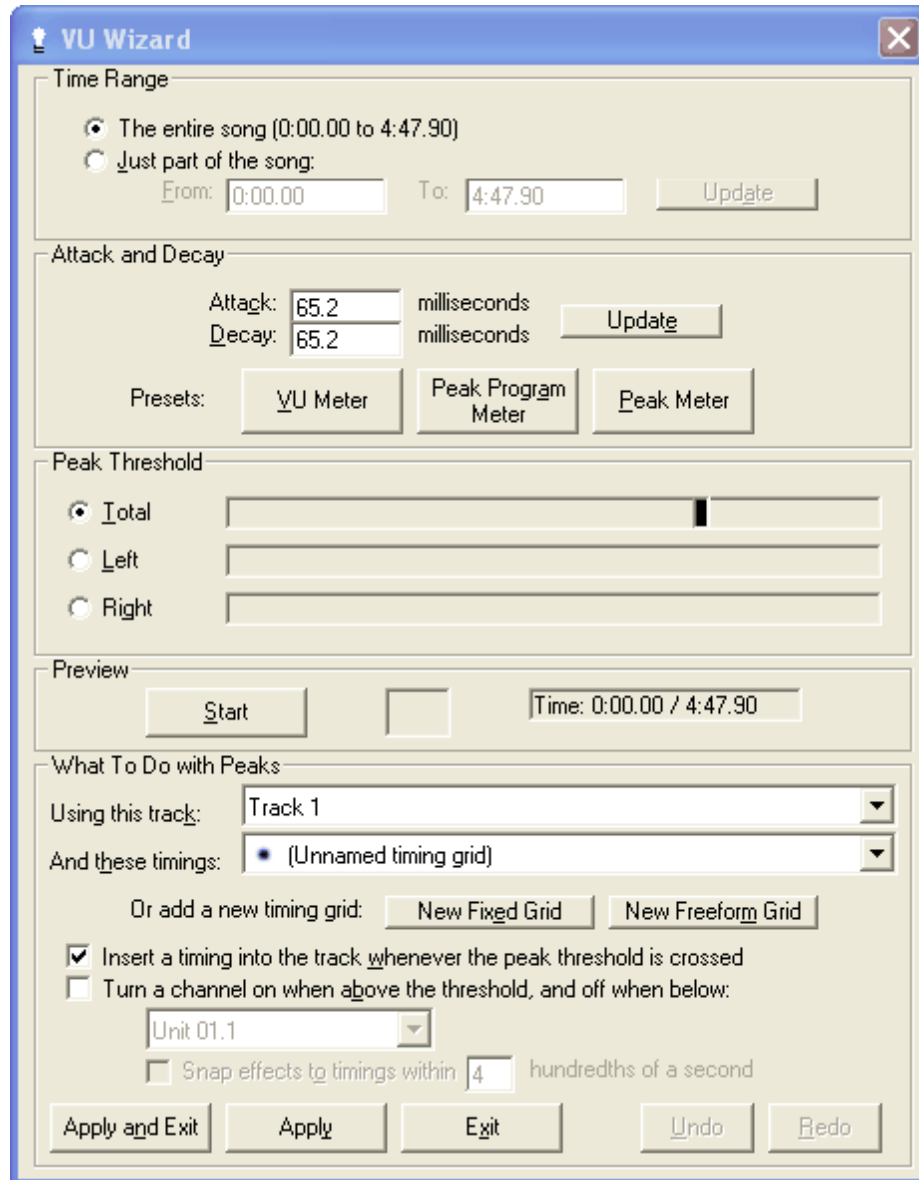 VU Wizard
Time Range
The entire song (0:00.00 to 4:47.90)
Just part of the song:
From: 0:00.00 To: 4:47.90 Update
Attack and Decay
Attack: 65.2 milliseconds
Update
Decay: 65.2 milliseconds
Presets: VU Meter Peak Program Meter Peak Meter
Peak Threshold
Total
Left
Right
Preview
Start Time: 0:00.00 / 4:47.90
What To Do with Peaks
Using this track: Track 1
And these timings: (Unnamed timing grid)
Or add a new timing grid: New Fixed Grid New Freeform Grid
Insert a timing into the track whenever the peak threshold is crossed
Turn a channel on when above the threshold, and off when below:
Unit 01.1
Snap effects to timings within 4 hundredths of a second
Apply and Exit Apply Exit Undo Redo